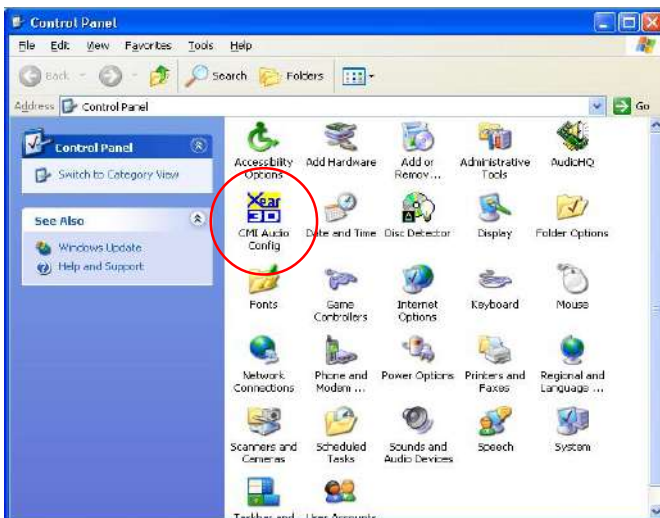 Control Panel
File Edit View Favorites Tools Help
Back Search Folders
Address Control Panel Go
Control Panel
Switch to Category View
See Also
Windows Update
Help and Support
Accessibility Options
Add Hardware
Add or Remov...
Administrative Tools
AudioHQ
Xear 3D
CMI Audio Config
Date and Time
Disc Detector
Display
Folder Options
Fonts
Game Controllers
Internet Options
Keyboard
Mouse
Network Connections
Phone and Modem ...
Power Options
Printers and Faxes
Regional and Language ...
Scanners and Cameras
Scheduled Tasks
Sounds and Audio Devices
Speech
System
Taskbar and
User Accounts